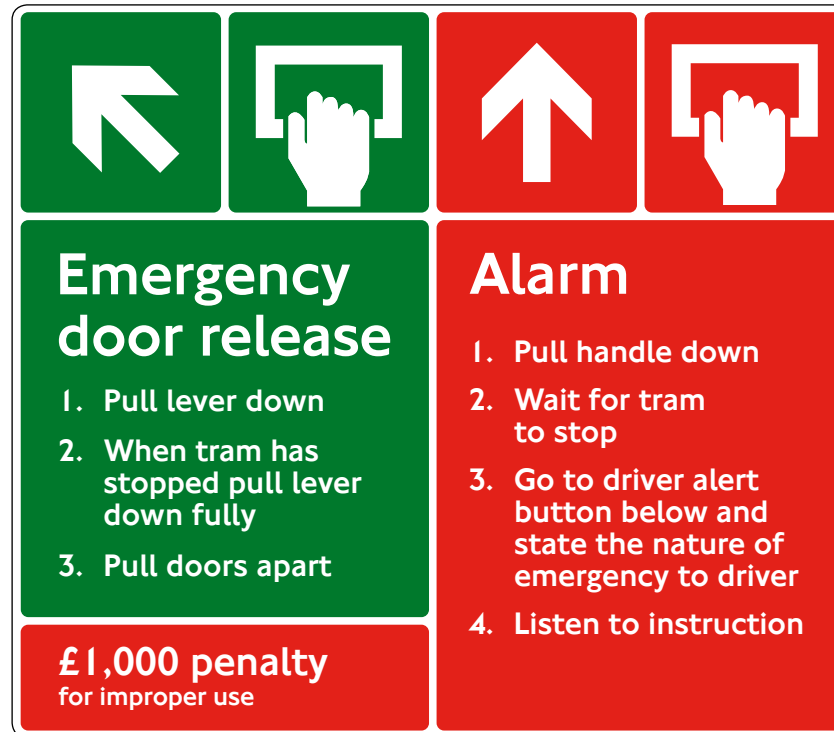 Emergency
door release
1. Pull lever down
2. When tram has
stopped pull lever
down fully
3. Pull doors apart
£1,000 penalty
for improper use
Alarm
1. Pull handle down
2. Wait for tram
to stop
3. Go to driver alert
button below and
state the nature of
emergency to driver
4. Listen to instruction